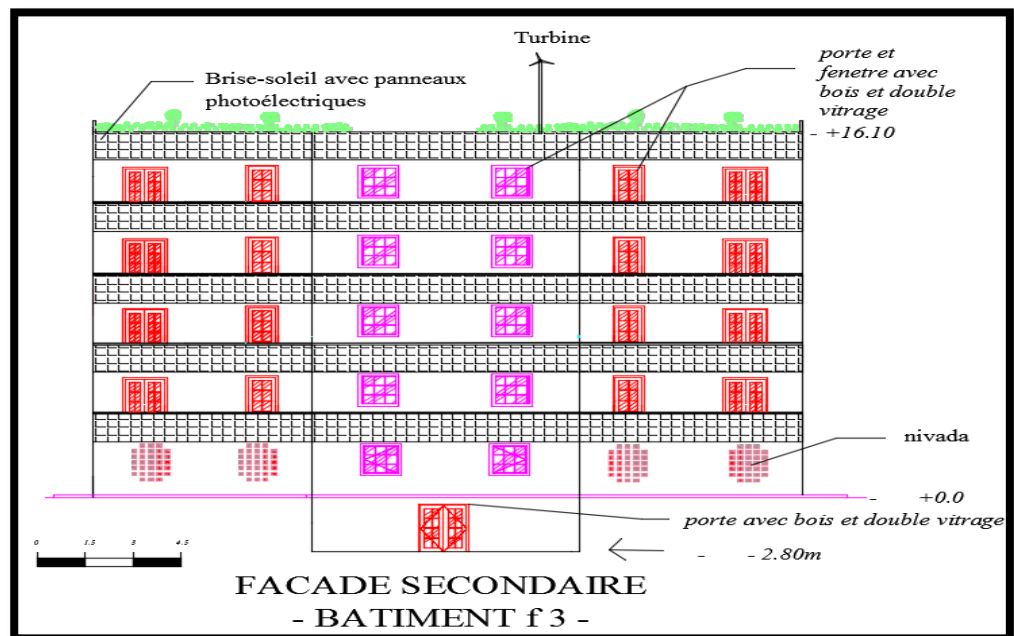 Turbine
porte et
fenetre avec
bois et double
vitrage
Brise-soleil avec panneaux
photoélectriques
- +16.10
nivada
- +0.0
porte avec bois et double vitrage
- - 2.80m
0 1.5 3 4.5
FACADE SECONDAIRE
- BATIMENT f 3 -